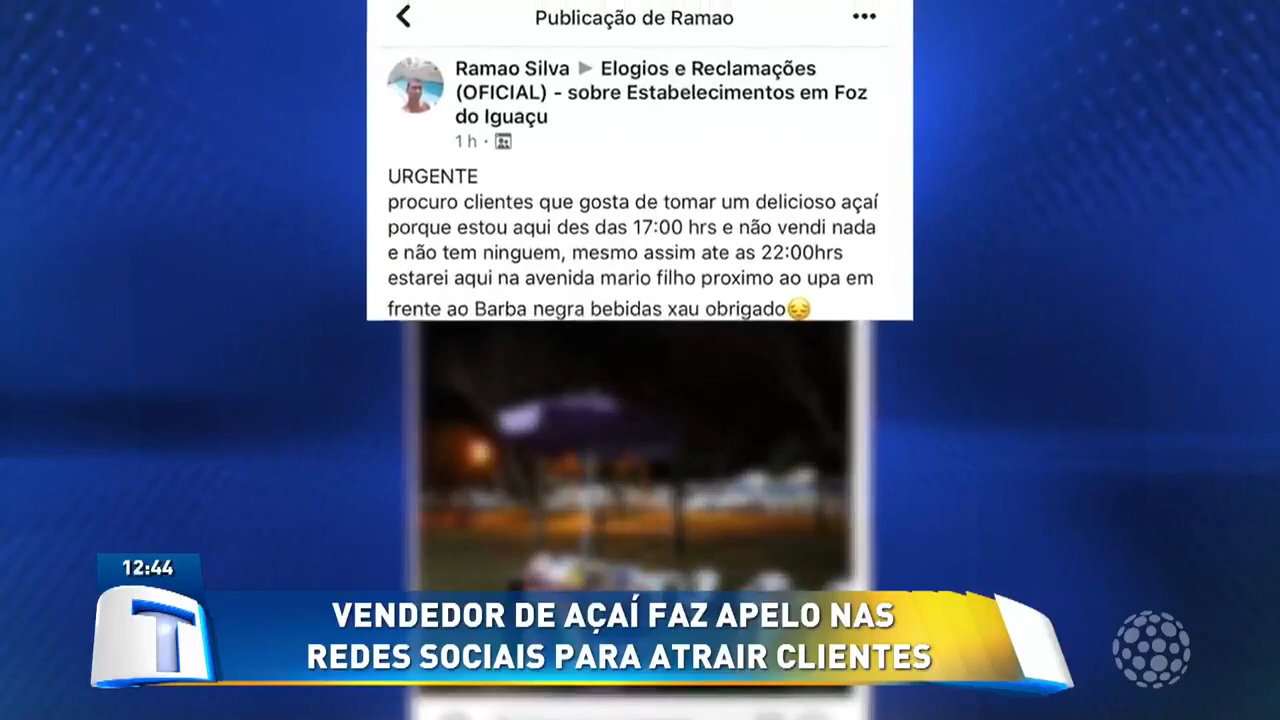 Publicação de Ramao
Ramao Silva ▶ Elogios e Reclamações
(OFICIAL) - sobre Estabelecimentos em Foz
do Iguaçu
1 h ·
URGENTE
procuro clientes que gosta de tomar um delicioso açaí
porque estou aqui des das 17:00 hrs e não vendi nada
e não tem ninguem, mesmo assim ate as 22:00hrs
estarei aqui na avenida mario filho proximo ao upa em
frente ao Barba negra bebidas xau obrigado😔
12:44
T
VENDEDOR DE AÇAÍ FAZ APELO NAS
REDES SOCIAIS PARA ATRAIR CLIENTES